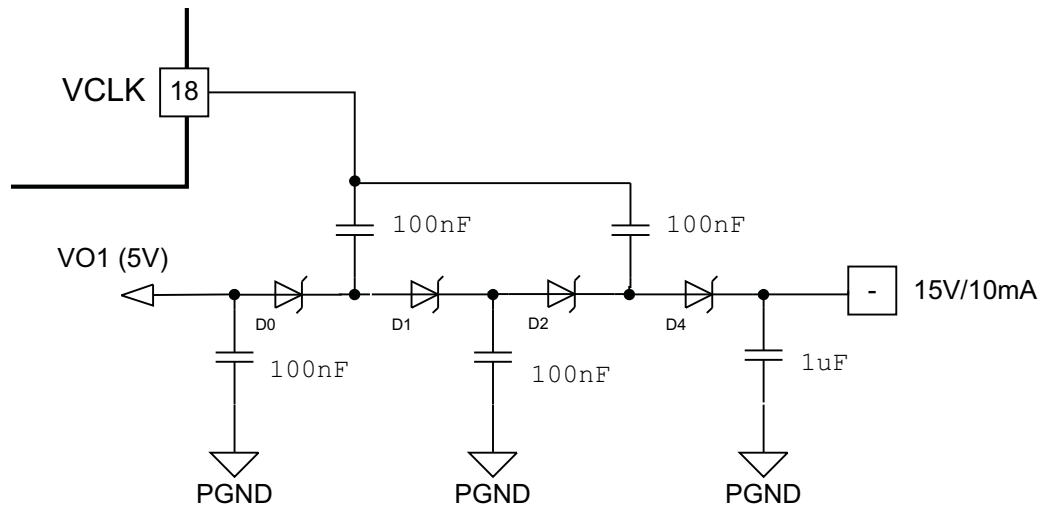 VCLK 18
100nF 100nF
VO1 (5V)
- 15V/10mA
D0 D1 D2 D4
100nF 100nF 1uF
PGND PGND PGND